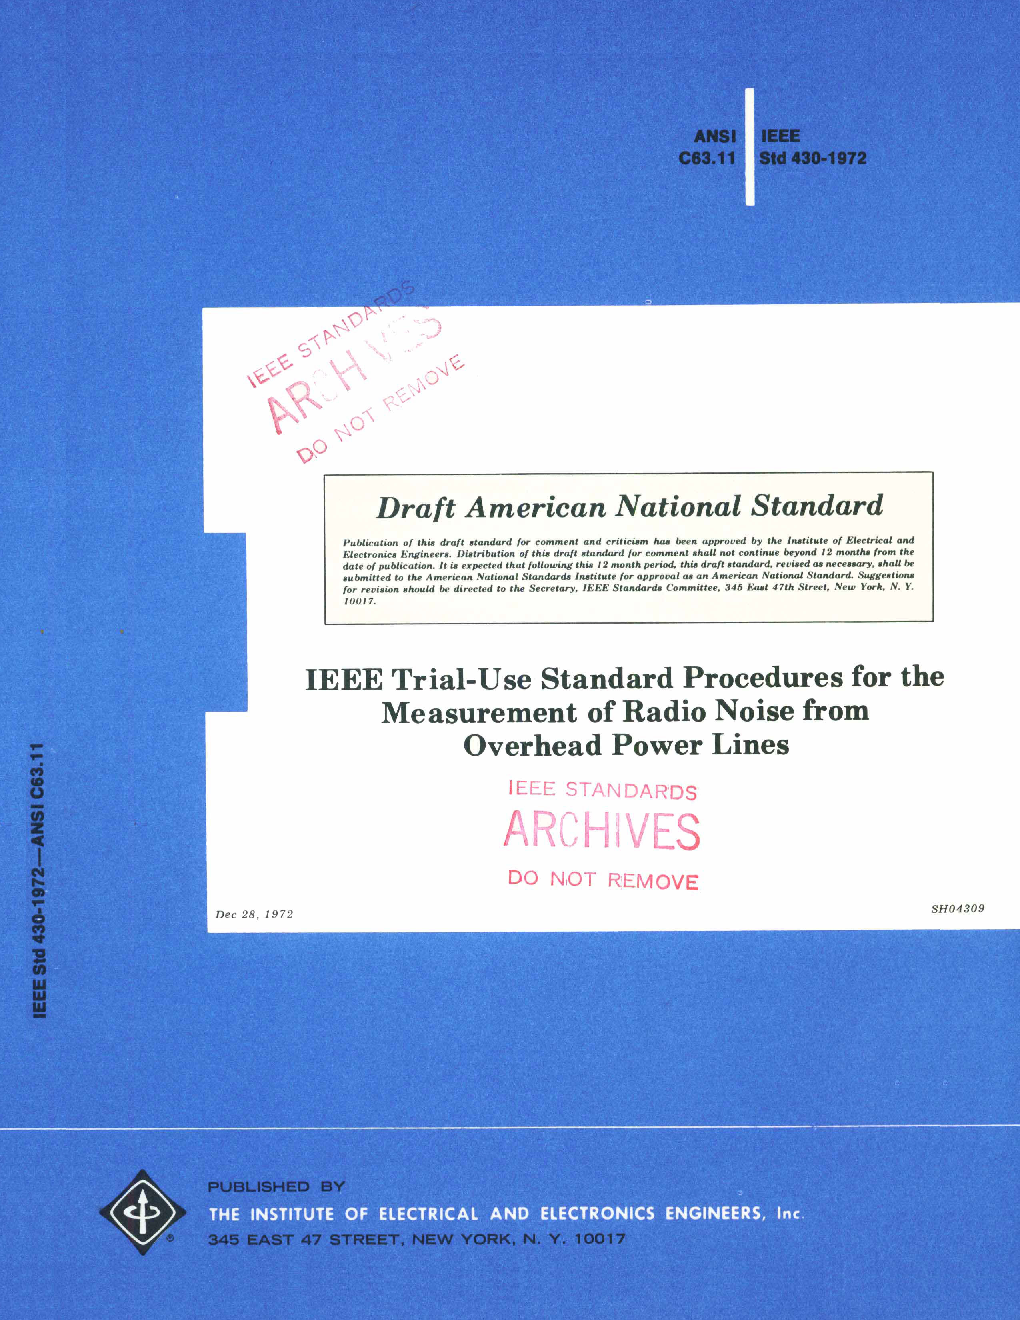 ANSI
C63.11
IEEE
Std 430-1972
IEEE STANDARDS
ARCHIVES
DO NOT REMOVE
Draft American National Standard
Publication of this draft standard for comment and criticism has been approved by the Institute of Electrical and
Electronics Engineers. Distribution of this draft standard for comment shall not continue beyond 12 months from the
date of publication. It is expected that following this 12 month period, this draft standard, revised as necessary, shall be
submitted to the American National Standards Institute for approval as an American National Standard. Suggestions
for revision should be directed to the Secretary, IEEE Standards Committee, 345 East 47th Street, New York, N. Y.
10017.
IEEE Trial-Use Standard Procedures for the
Measurement of Radio Noise from
Overhead Power Lines
IEEE STANDARDS
ARCHIVES
DO NOT REMOVE
Dec 28, 1972
SH04309
IEEE Std 430-1972—ANSI C63.11
PUBLISHED BY
THE INSTITUTE OF ELECTRICAL AND ELECTRONICS ENGINEERS, Inc.
345 EAST 47 STREET, NEW YORK, N. Y. 10017
®